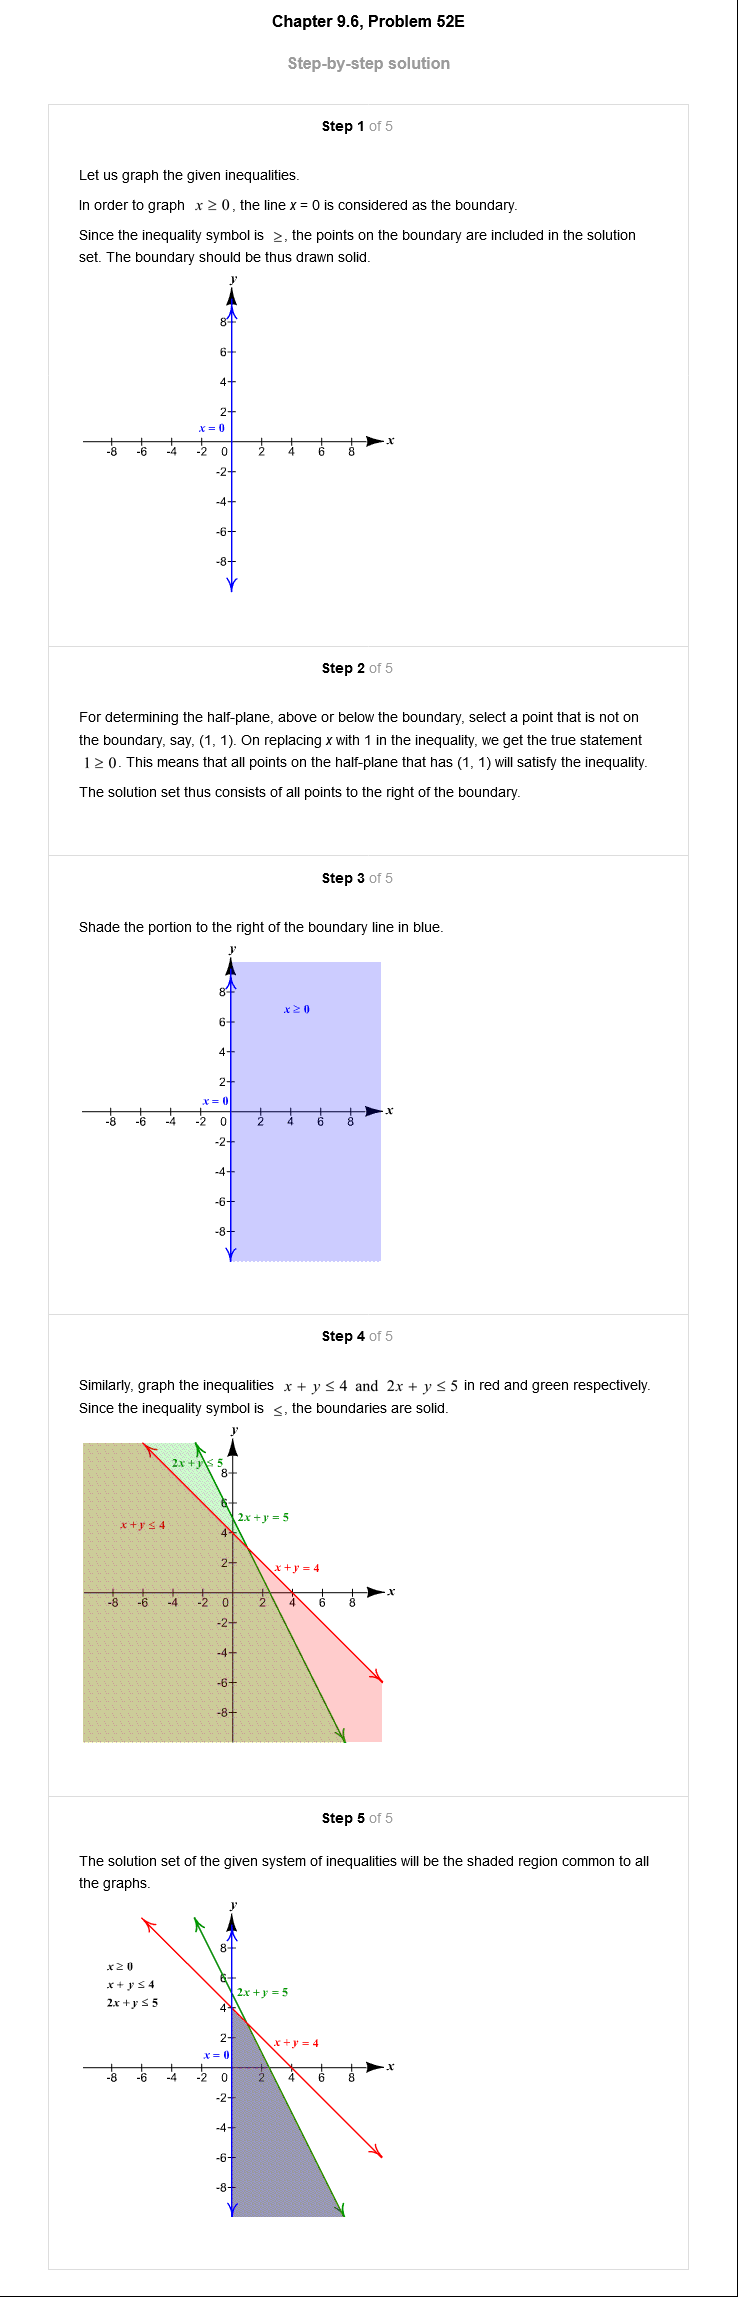 Chapter 9.6, Problem 52E
Step-by-step solution
Step 1 of 5
Let us graph the given inequalities.
In order to graph x ≥ 0, the line x = 0 is considered as the boundary.
Since the inequality symbol is ≥, the points on the boundary are included in the solution
set. The boundary should be thus drawn solid.
y
8
6
4
2
x = 0
x
-8 -6 -4 -2 0 2 4 6 8
-2
-4
-6
-8
Step 2 of 5
For determining the half-plane, above or below the boundary, select a point that is not on
the boundary, say, (1, 1). On replacing x with 1 in the inequality, we get the true statement
1 ≥ 0. This means that all points on the half-plane that has (1, 1) will satisfy the inequality.
The solution set thus consists of all points to the right of the boundary.
Step 3 of 5
Shade the portion to the right of the boundary line in blue.
y
8
x ≥ 0
6
4
2
x = 0
x
-8 -6 -4 -2 0 2 4 6 8
-2
-4
-6
-8
Step 4 of 5
Similarly, graph the inequalities x + y ≤ 4 and 2x + y ≤ 5 in red and green respectively.
Since the inequality symbol is ≤, the boundaries are solid.
y
2x + y ≤ 5
8
6
2x + y = 5
x + y ≤ 4
4
2
x + y = 4
x
-8 -6 -4 -2 0 2 4 6 8
-2
-4
-6
-8
Step 5 of 5
The solution set of the given system of inequalities will be the shaded region common to all
the graphs.
y
8
x ≥ 0
6
x + y ≤ 4
2x + y = 5
2x + y ≤ 5
4
2
x + y = 4
x = 0
x
-8 -6 -4 -2 0 2 4 6 8
-2
-4
-6
-8